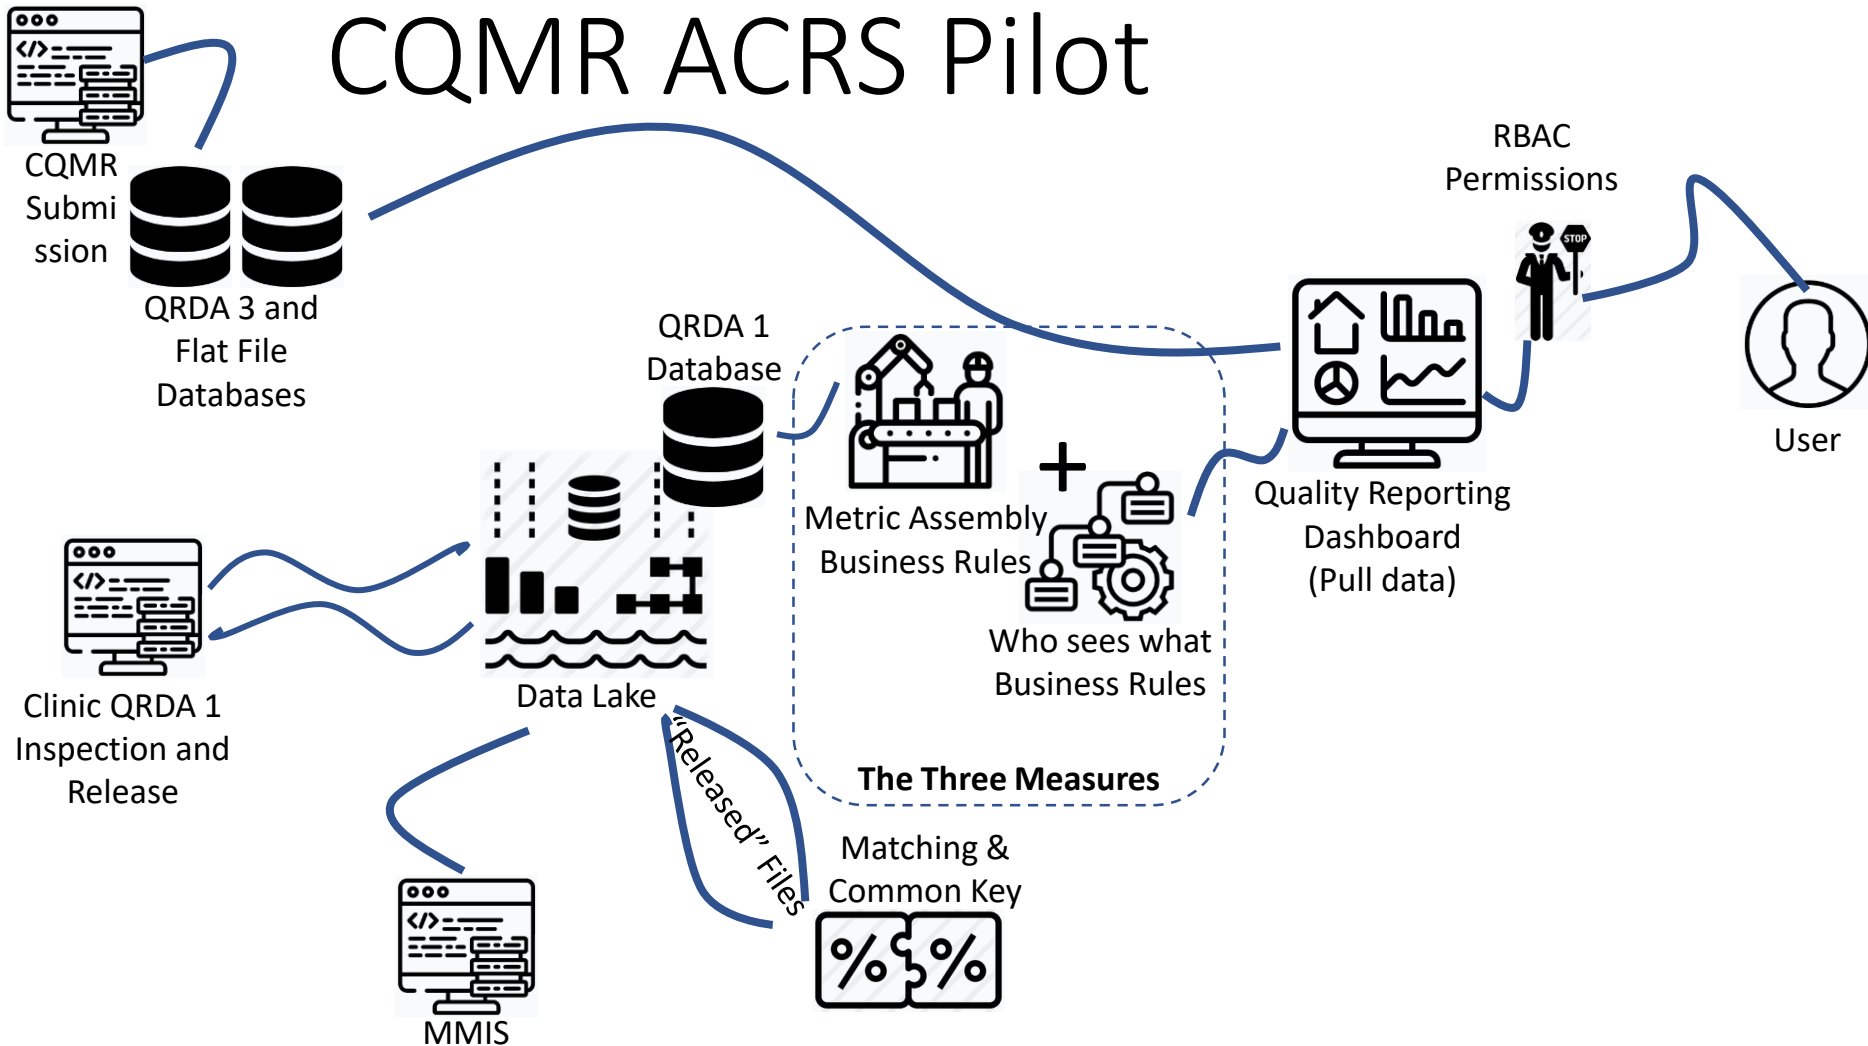 CQMR ACRS Pilot
CQMR
Submi
ssion
QRDA 3 and
Flat File
Databases
RBAC
Permissions
STOP
User
QRDA 1
Database
Metric Assembly
Business Rules
+
Who sees what
Business Rules
The Three Measures
Quality Reporting
Dashboard
(Pull data)
Clinic QRDA 1
Inspection and
Release
Data Lake
"Released" Files
Matching &
Common Key
% %
MMIS